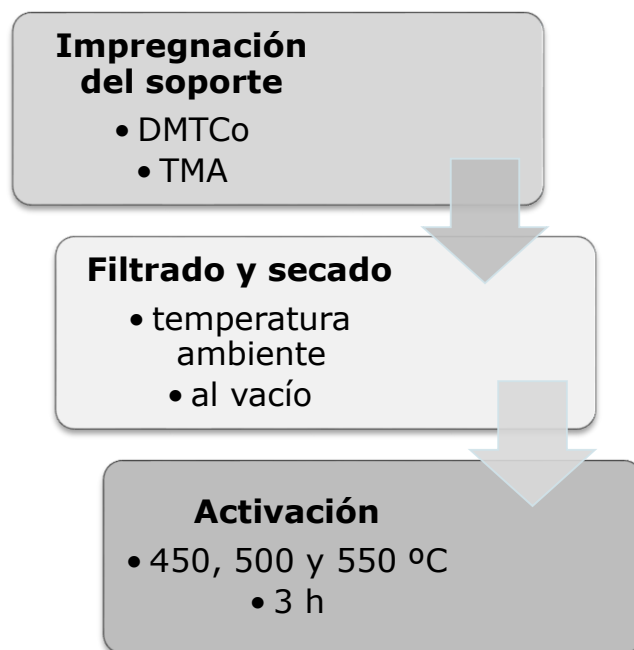 Impregnación
del soporte
• DMTCo
• TMA
Filtrado y secado
• temperatura
ambiente
• al vacío
Activación
• 450, 500 y 550 ºC
• 3 h